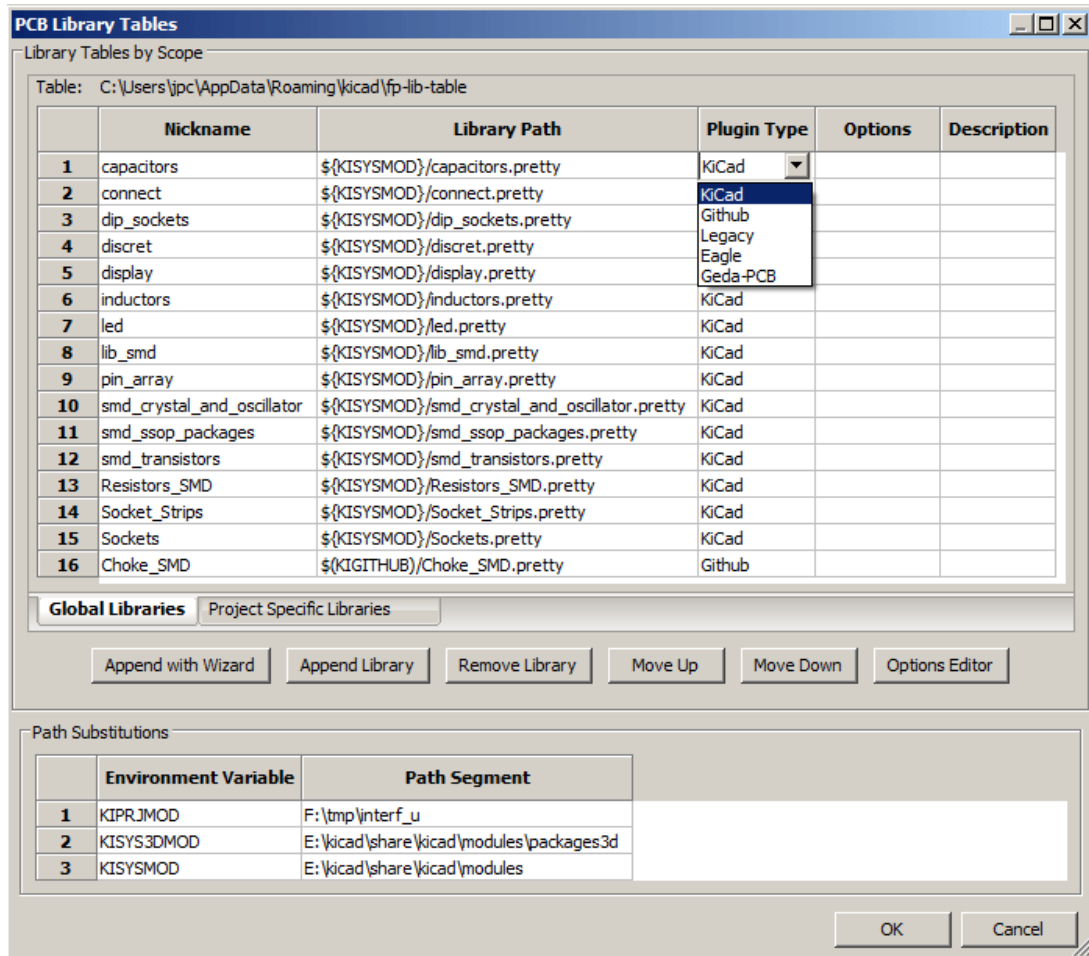 PCB Library Tables
Library Tables by Scope
Table: C:\Users\jpc\AppData\Roaming\kicad\fp-lib-table
Nickname Library Path Plugin Type Options Description
1 capacitors ${KISYSMOD}/capacitors.pretty KiCad
2 connect ${KISYSMOD}/connect.pretty KiCad
3 dip_sockets ${KISYSMOD}/dip_sockets.pretty Github
4 discret ${KISYSMOD}/discret.pretty Legacy
5 display ${KISYSMOD}/display.pretty Eagle
Geda-PCB
6 inductors ${KISYSMOD}/inductors.pretty KiCad
7 led ${KISYSMOD}/led.pretty KiCad
8 lib_smd ${KISYSMOD}/lib_smd.pretty KiCad
9 pin_array ${KISYSMOD}/pin_array.pretty KiCad
10 smd_crystal_and_oscillator ${KISYSMOD}/smd_crystal_and_oscillator.pretty KiCad
11 smd_ssop_packages ${KISYSMOD}/smd_ssop_packages.pretty KiCad
12 smd_transistors ${KISYSMOD}/smd_transistors.pretty KiCad
13 Resistors_SMD ${KISYSMOD}/Resistors_SMD.pretty KiCad
14 Socket_Strips ${KISYSMOD}/Socket_Strips.pretty KiCad
15 Sockets ${KISYSMOD}/Sockets.pretty KiCad
16 Choke_SMD $(KIGITHUB)/Choke_SMD.pretty Github
Global Libraries Project Specific Libraries
Append with Wizard Append Library Remove Library Move Up Move Down Options Editor
Path Substitutions
Environment Variable Path Segment
1 KIPRJMOD F:\tmp\interf_u
2 KISYS3DMOD E:\kicad\share\kicad\modules\packages3d
3 KISYSMOD E:\kicad\share\kicad\modules
OK Cancel